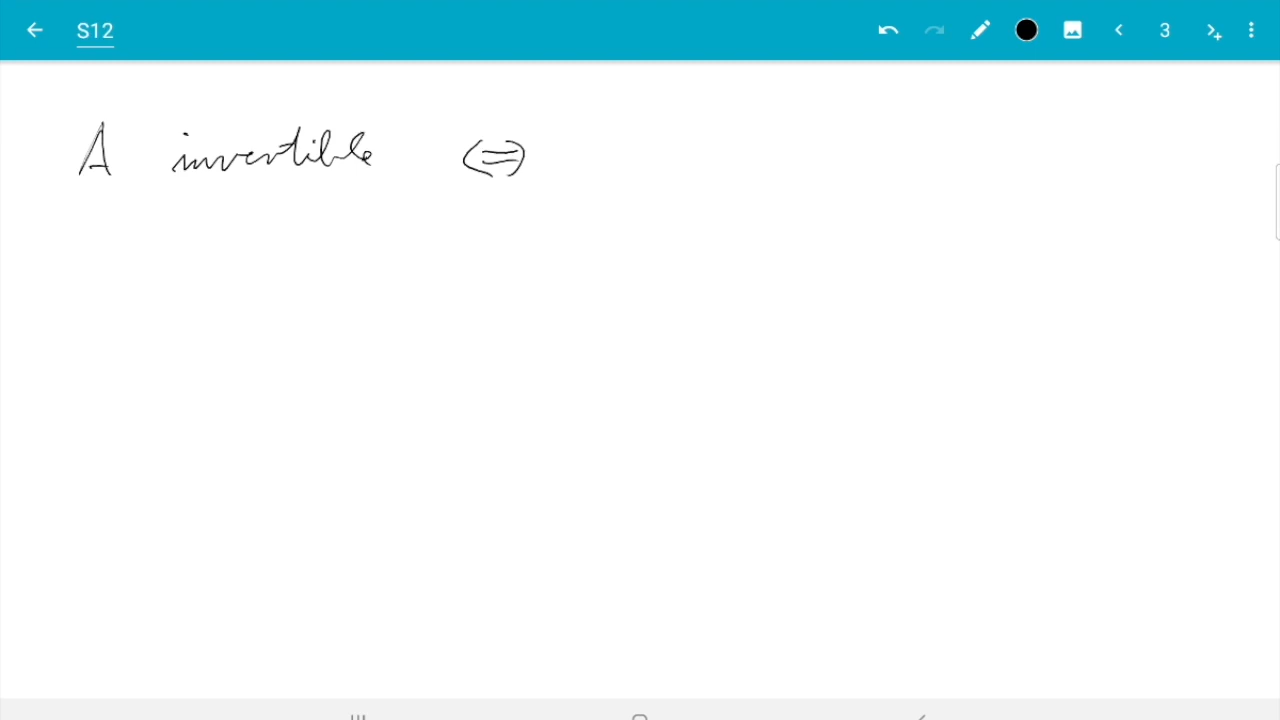 S12 3
A invertible ⇔